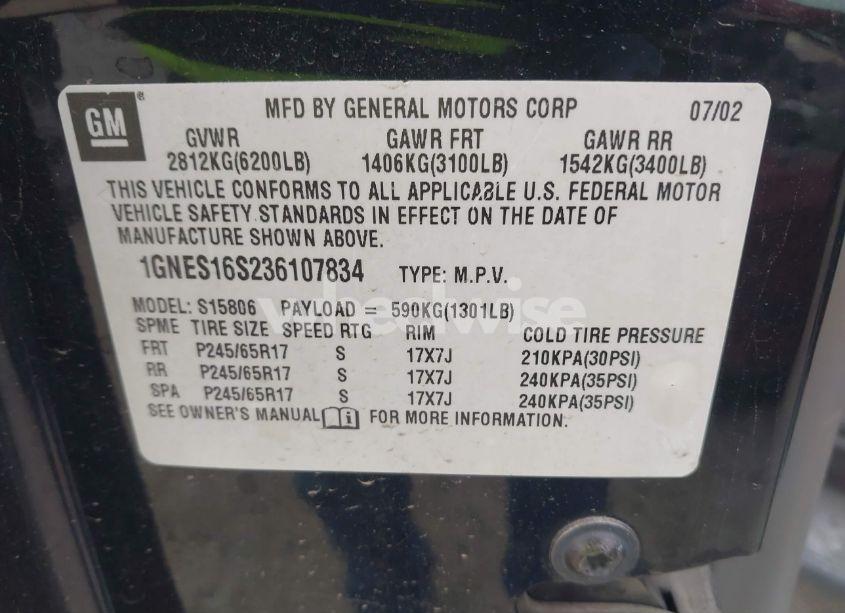 GM ®
MFD BY GENERAL MOTORS CORP 07/02
GVWR GAWR FRT GAWR RR
2812KG(6200LB) 1406KG(3100LB) 1542KG(3400LB)
THIS VEHICLE CONFORMS TO ALL APPLICABLE U.S. FEDERAL MOTOR
VEHICLE SAFETY STANDARDS IN EFFECT ON THE DATE OF
MANUFACTURE SHOWN ABOVE.
1GNES16S236107834 TYPE: M.P.V.
MODEL: S15806 PAYLOAD = 590KG(1301LB)
SPME TIRE SIZE SPEED RTG RIM COLD TIRE PRESSURE
FRT P245/65R17 S 17X7J 210KPA(30PSI)
RR P245/65R17 S 17X7J 240KPA(35PSI)
SPA P245/65R17 S 17X7J 240KPA(35PSI)
SEE OWNER'S MANUAL i FOR MORE INFORMATION.